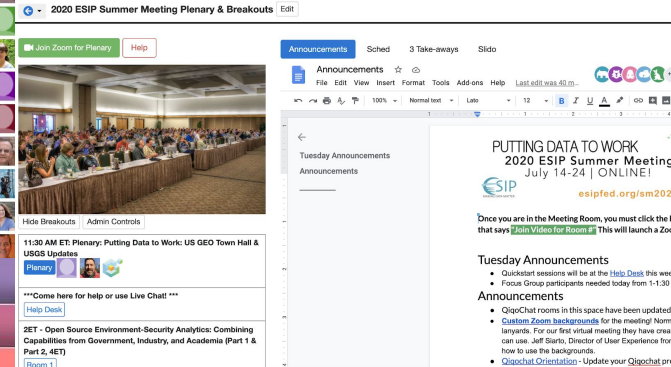 2020 ESIP Summer Meeting Plenary & Breakouts Edit
Join Zoom for Plenary Help
Hide Breakouts Admin Controls
11:30 AM ET: Plenary: Putting Data to Work: US GEO Town Hall &
USGS Updates
Plenary
***Come here for help or use Live Chat! ***
Help Desk
2ET - Open Source Environment-Security Analytics: Combining
Capabilities from Government, Industry, and Academia (Part 1 &
Part 2, 4ET)
Room 1
Announcements Sched 3 Take-aways Slido
Announcements
File Edit View Insert Format Tools Add-ons Help Last edit was 40 m...
100% Normal text Lato 12 B I U A
Tuesday Announcements
Announcements
PUTTING DATA TO WORK
2020 ESIP Summer Meeting
July 14-24 | ONLINE!
ESIP
esipfed.org/sm202
Once you are in the Meeting Room, you must click the
that says "Join Video for Room #" This will launch a Zoo
Tuesday Announcements
• Quickstart sessions will be at the Help Desk this wee
• Focus Group participants needed today from 1-1:30
Announcements
• QiqoChat rooms in this space have been updated
• Custom Zoom backgrounds for the meeting! Norm
lanyards. For our first virtual meeting they have crea
can use. Jeff Siarto, Director of User Experience fro
how to use the backgrounds.
• Qiqochat Orientation - Update your Qiqochat pr